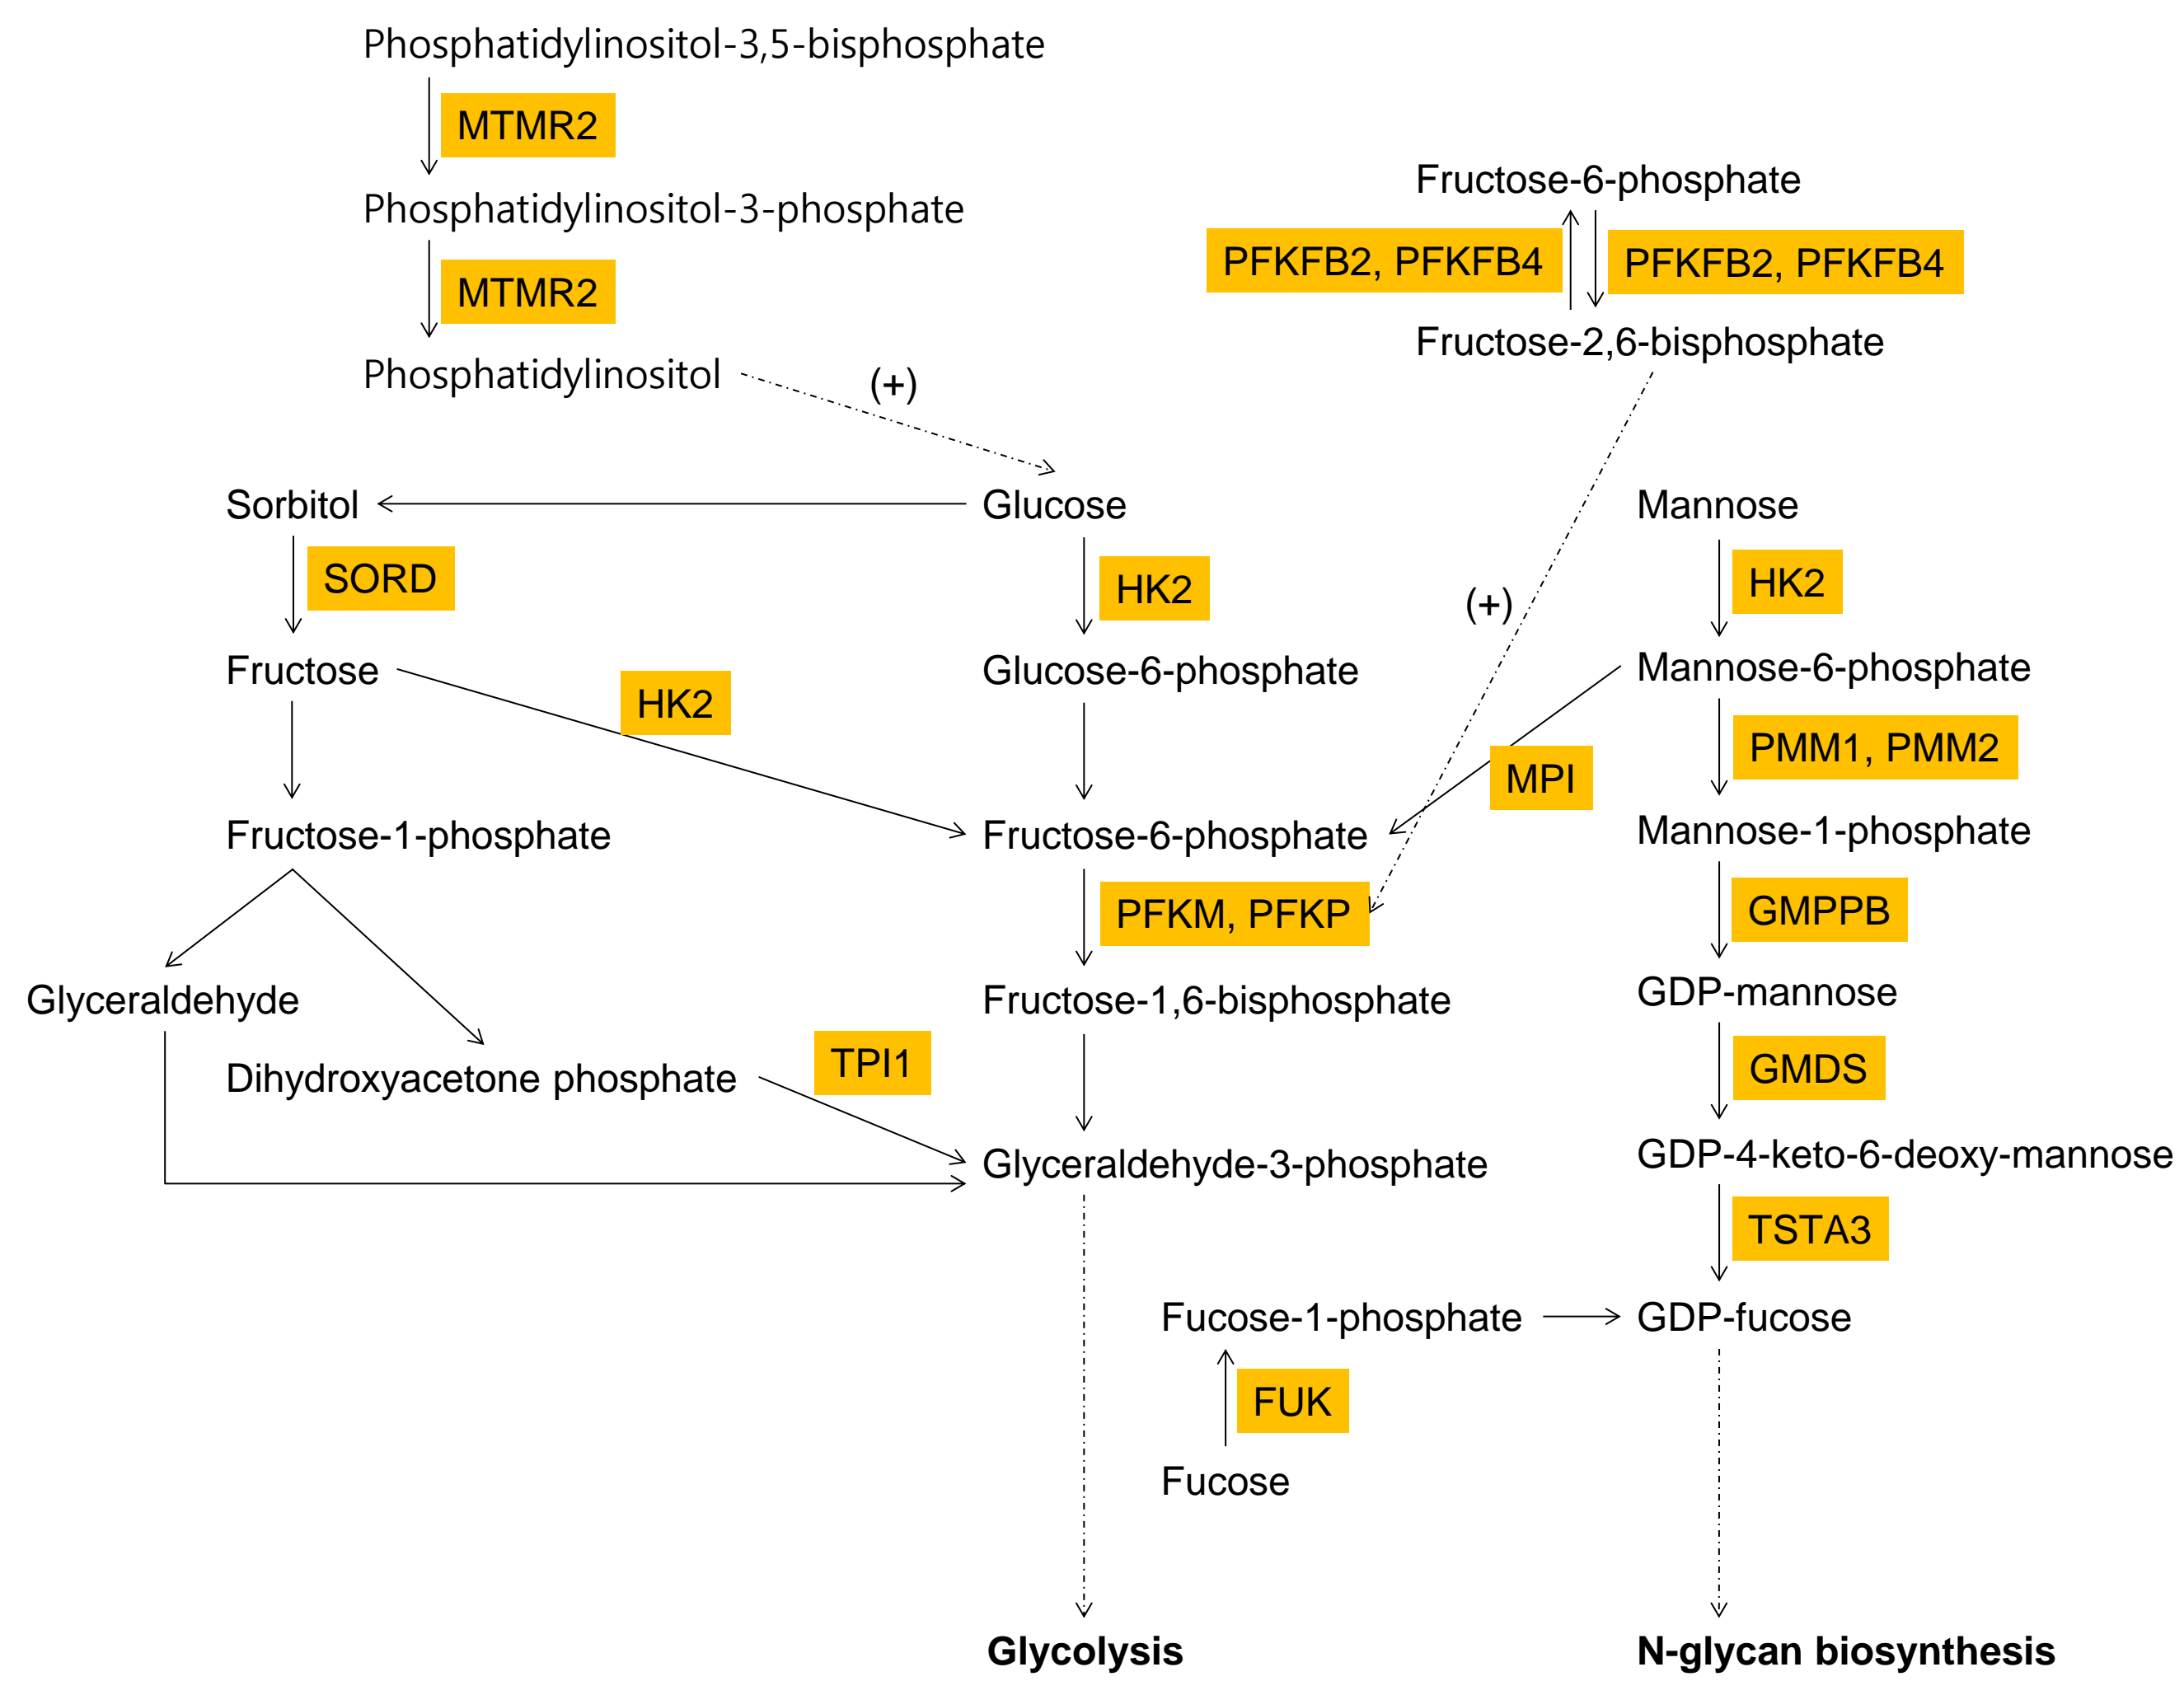 Phosphatidylinositol-3,5-bisphosphate
MTMR2
Phosphatidylinositol-3-phosphate
MTMR2
Phosphatidylinositol
(+)
Fructose-6-phosphate
PFKFB2, PFKFB4
PFKFB2, PFKFB4
Fructose-2,6-bisphosphate
(+)
Sorbitol
Glucose
Mannose
SORD
HK2
HK2
Fructose
HK2
Glucose-6-phosphate
Mannose-6-phosphate
MPI
PMM1, PMM2
Fructose-1-phosphate
Fructose-6-phosphate
Mannose-1-phosphate
PFKM, PFKP
GMPPB
Glyceraldehyde
Fructose-1,6-bisphosphate
GDP-mannose
Dihydroxyacetone phosphate
TPI1
GMDS
Glyceraldehyde-3-phosphate
GDP-4-keto-6-deoxy-mannose
TSTA3
Fucose-1-phosphate
GDP-fucose
FUK
Fucose
Glycolysis
N-glycan biosynthesis